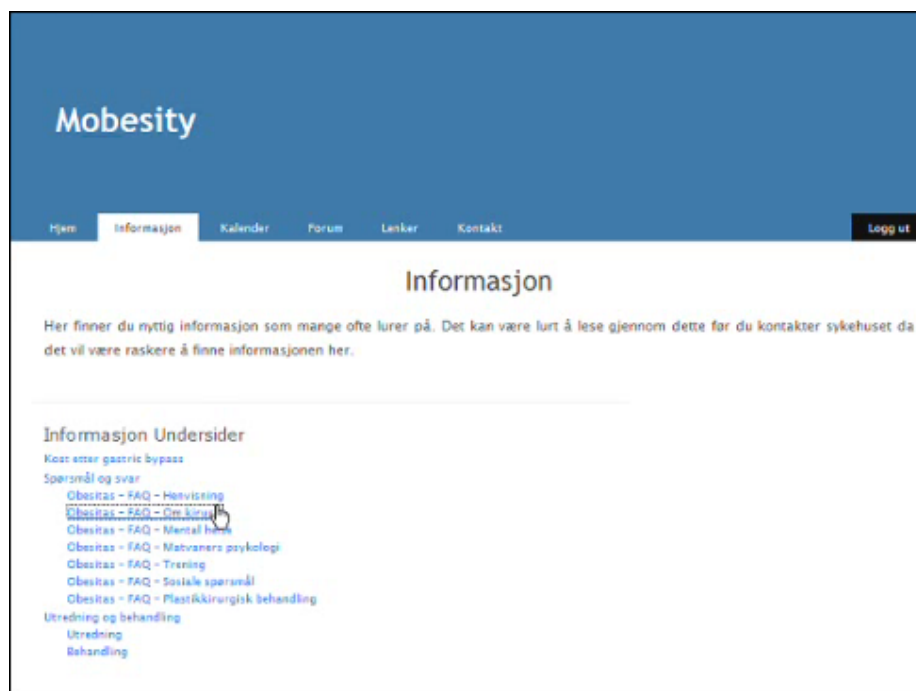 Mobesity
Hjem Informasjon Kalender Forum Lenker Kontakt Logg ut
Informasjon
Her finner du nyttig informasjon som mange ofte lurer på. Det kan være lurt å lese gjennom dette før du kontakter sykehuset da
det vil være raskere å finne informasjonen her.
Informasjon Undersider
Kost etter gastric bypass
Spørsmål og svar
Obesitas – FAQ – Henvisning
Obesitas – FAQ – Om
Obesitas – FAQ – Mental
Obesitas – FAQ – Matvaners psykologi
Obesitas – FAQ – Trening
Obesitas – FAQ – Sosiale spørsmål
Obesitas – FAQ – Plastikkirurgisk behandling
Utredning og behandling
Utredning
Behandling